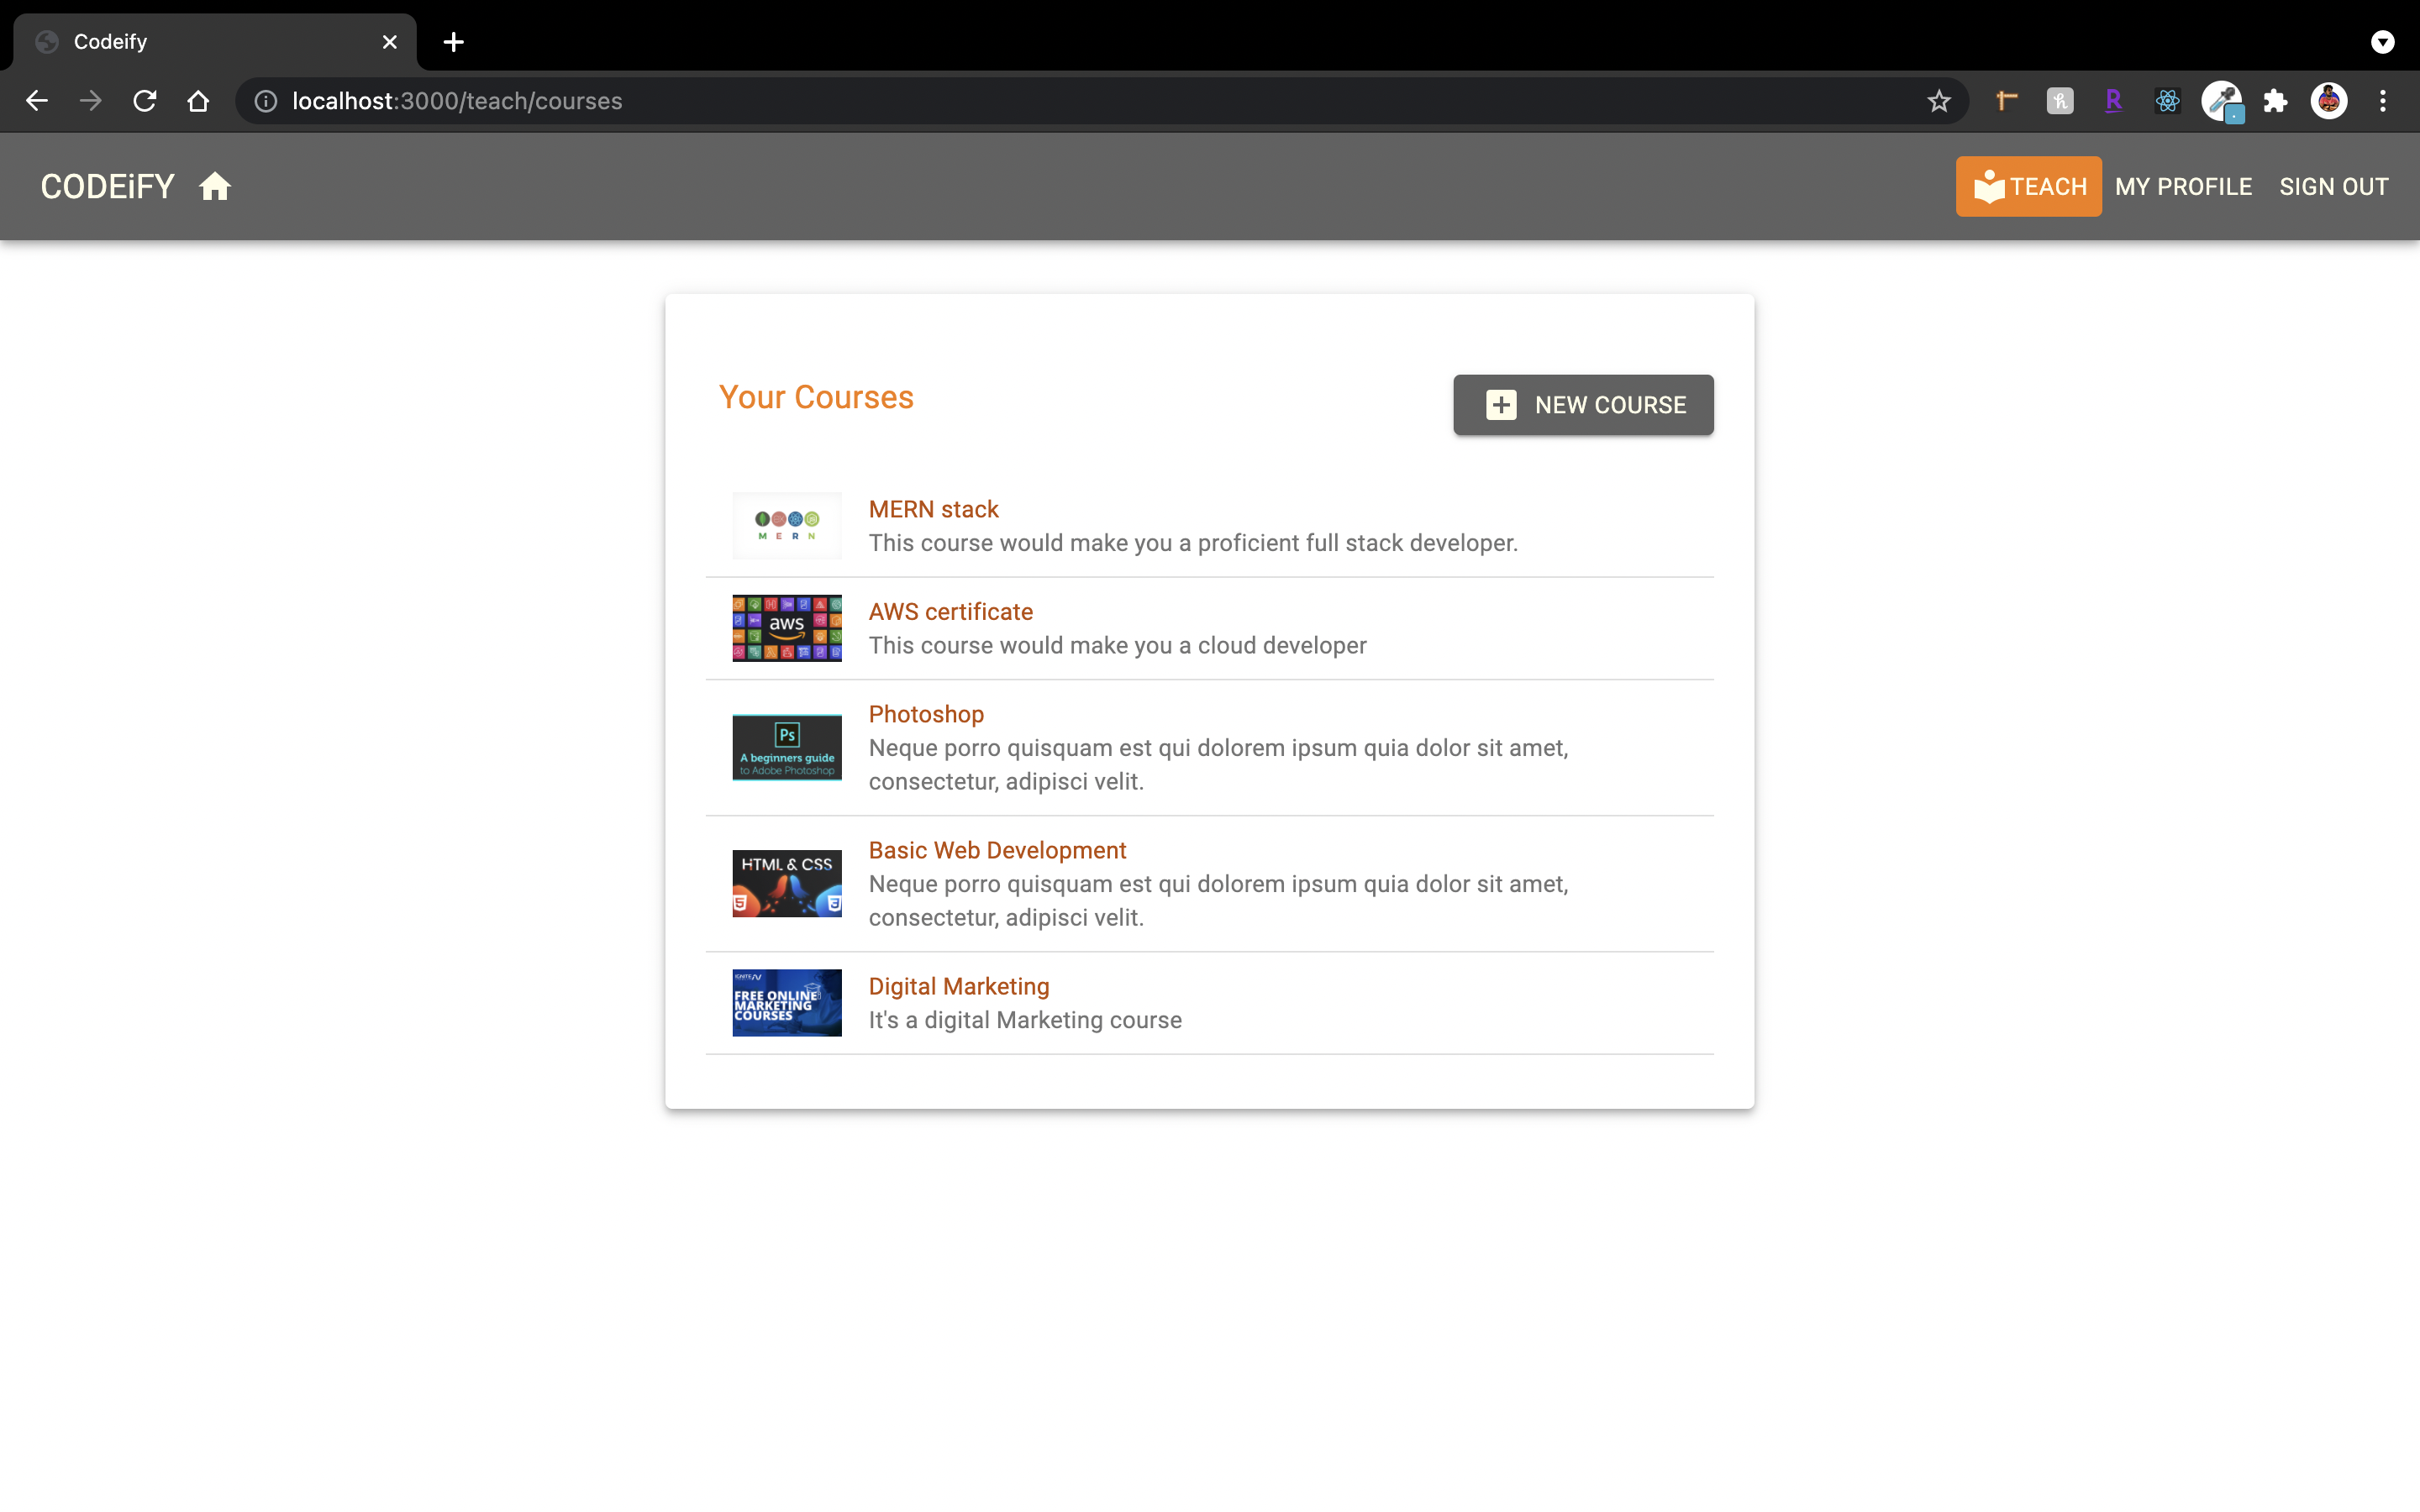 Codeify
localhost:3000/teach/courses
CODEiFY
TEACH
MY PROFILE
SIGN OUT
Your Courses
NEW COURSE
M E R N
MERN stack
This course would make you a proficient full stack developer.
aws
AWS certificate
This course would make you a cloud developer
Ps
A beginners guide
to Adobe Photoshop
Photoshop
Neque porro quisquam est qui dolorem ipsum quia dolor sit amet,
consectetur, adipisci velit.
HTML & CSS
Basic Web Development
Neque porro quisquam est qui dolorem ipsum quia dolor sit amet,
consectetur, adipisci velit.
FREE ONLINE
MARKETING
COURSES
Digital Marketing
It's a digital Marketing course